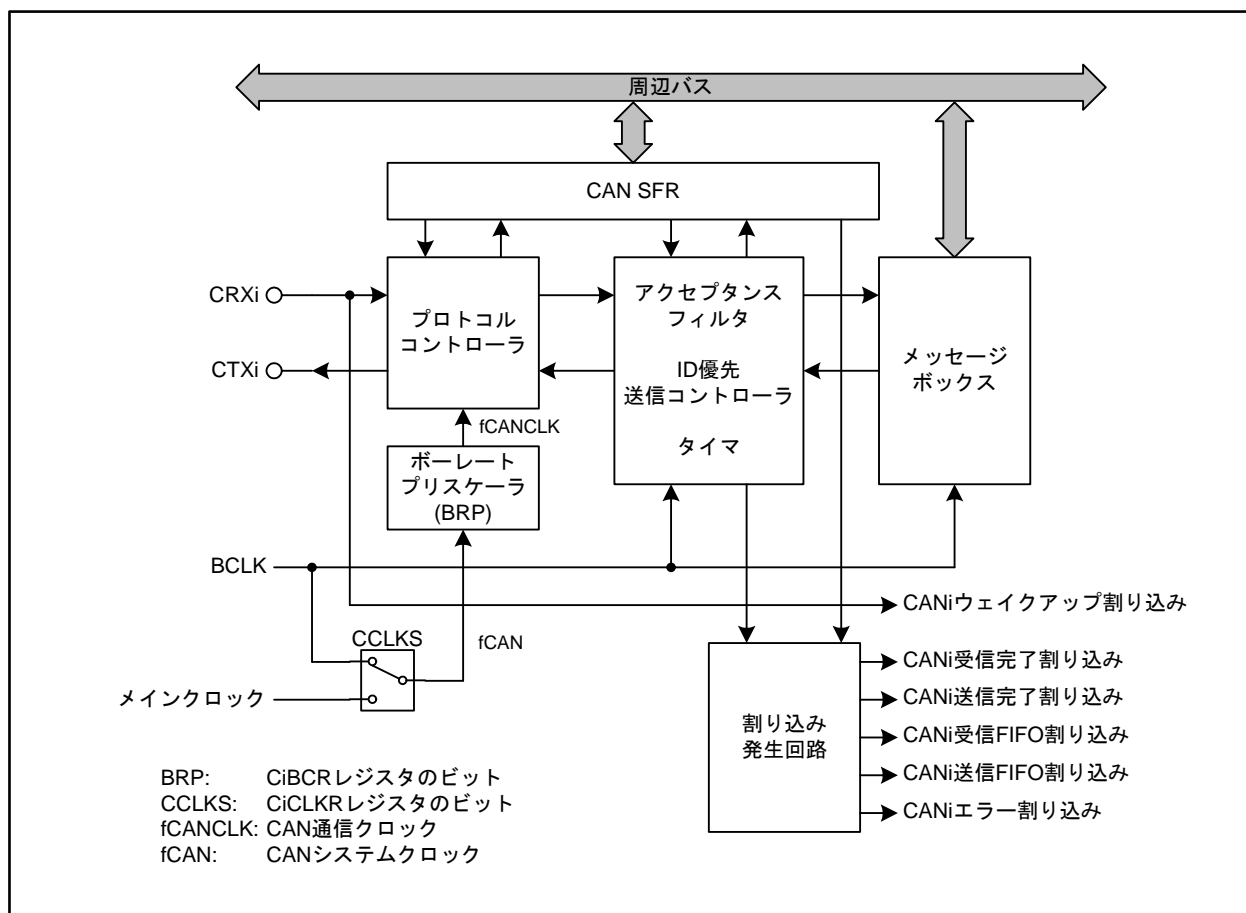 周辺バス
CAN SFR
CRXi
CTXi
プロトコル
コントローラ
アクセプタンス
フィルタ
ID優先
送信コントローラ
タイマ
メッセージ
ボックス
fCANCLK
ボーレート
プリスケーラ
(BRP)
BCLK
CCLKS
fCAN
メインクロック
割り込み
発生回路
CANiウェイクアップ割り込み
CANi受信完了割り込み
CANi送信完了割り込み
CANi受信FIFO割り込み
CANi送信FIFO割り込み
CANiエラー割り込み
BRP: CiBCRレジスタのビット
CCLKS: CiCLKRレジスタのビット
fCANCLK: CAN通信クロック
fCAN: CANシステムクロック